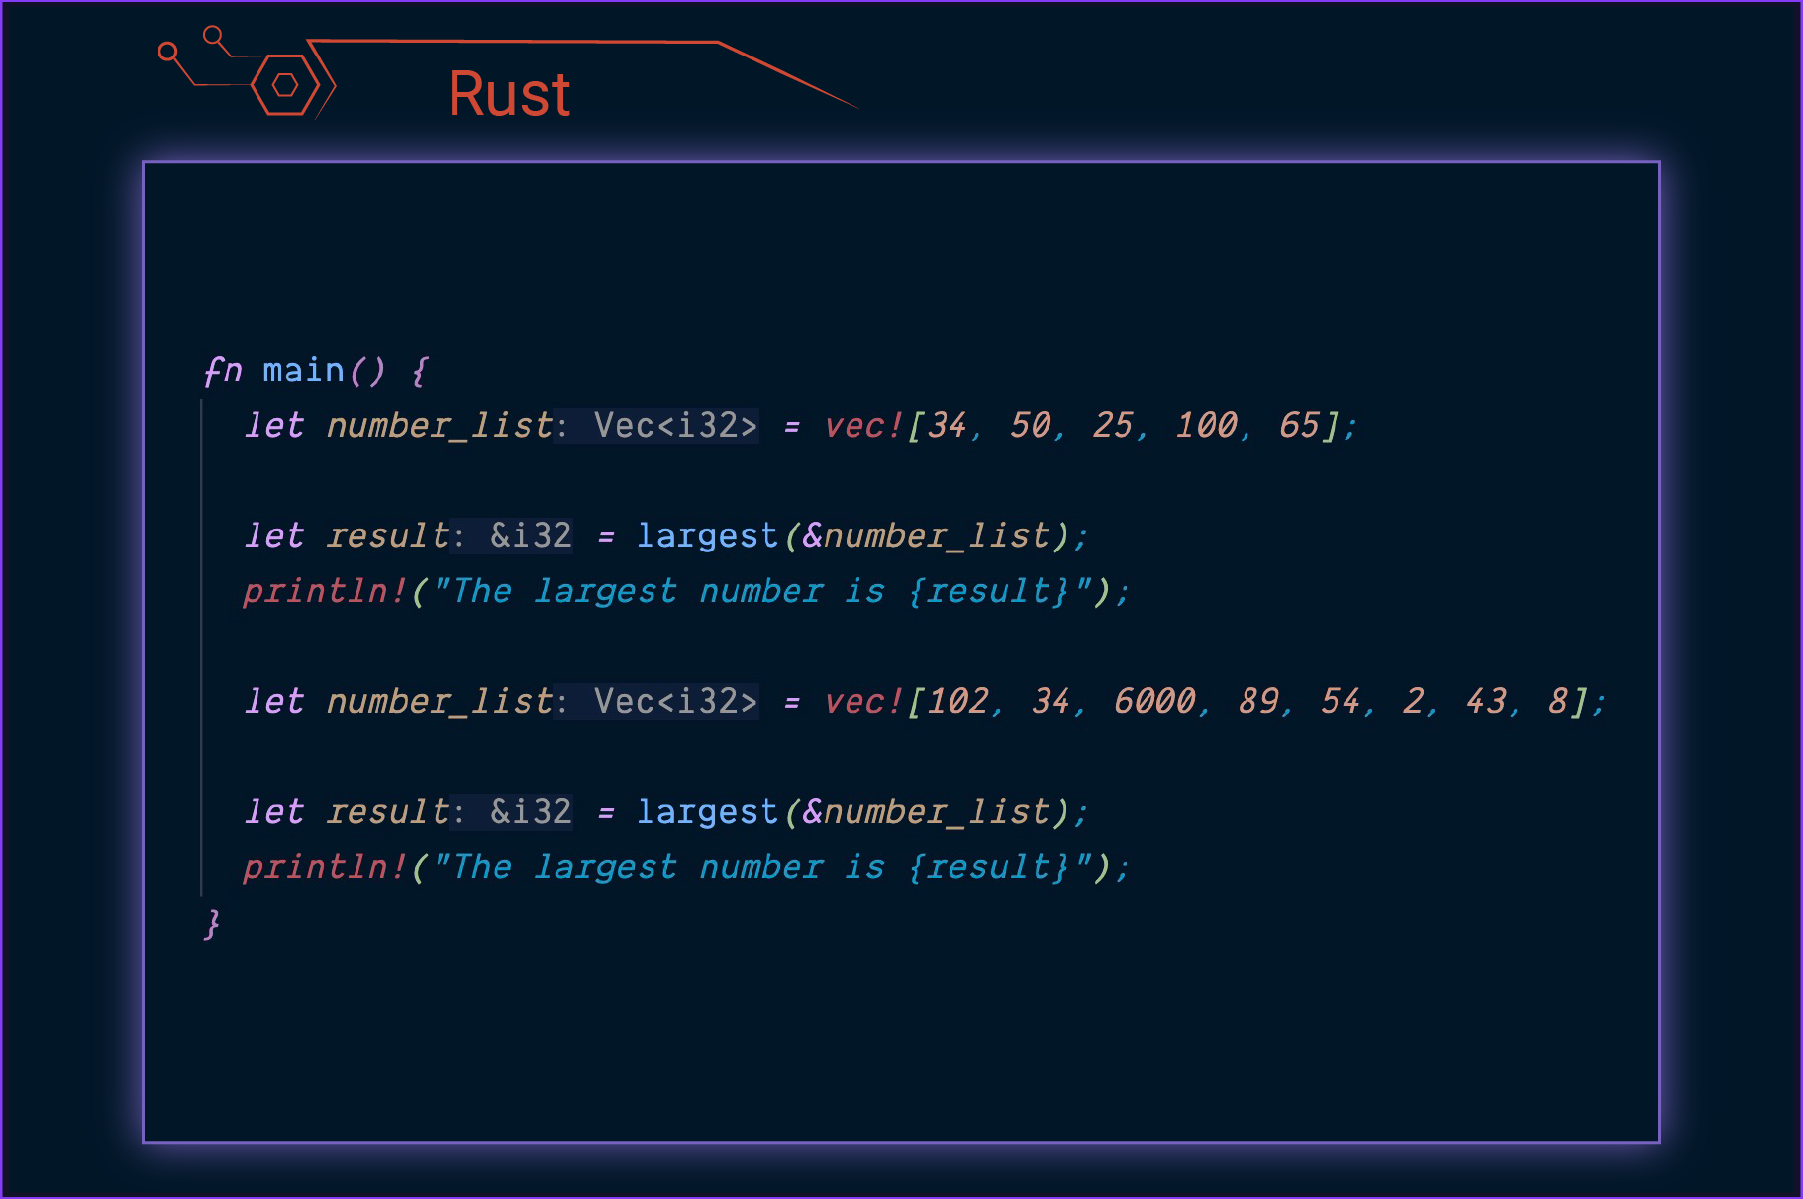 Rust
fn main() {
let number_list: Vec<i32> = vec![34, 50, 25, 100, 65];
let result: &i32 = largest(&number_list);
println!("The largest number is {result}");
let number_list: Vec<i32> = vec![102, 34, 6000, 89, 54, 2, 43, 8];
let result: &i32 = largest(&number_list);
println!("The largest number is {result}");
}